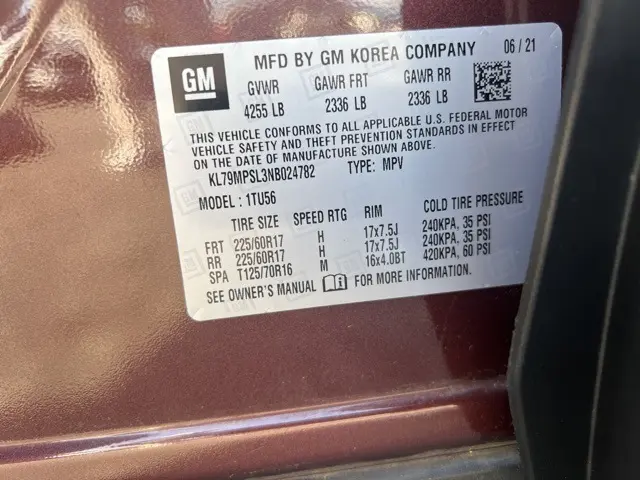 GM
MFD BY GM KOREA COMPANY 06/21
GVWR GAWR FRT GAWR RR
4255 LB 2336 LB 2336 LB
THIS VEHICLE CONFORMS TO ALL APPLICABLE U.S. FEDERAL MOTOR
VEHICLE SAFETY AND THEFT PREVENTION STANDARDS IN EFFECT
ON THE DATE OF MANUFACTURE SHOWN ABOVE.
KL79MPSL3NB024782 TYPE: MPV
MODEL: 1TU56
TIRE SIZE SPEED RTG RIM COLD TIRE PRESSURE
FRT 225/60R17 H 17x7.5J 240KPA, 35 PSI
RR 225/60R17 H 17x7.5J 240KPA, 35 PSI
SPA T125/70R16 M 16x4.0BT 420KPA, 60 PSI
SEE OWNER'S MANUAL FOR MORE INFORMATION.